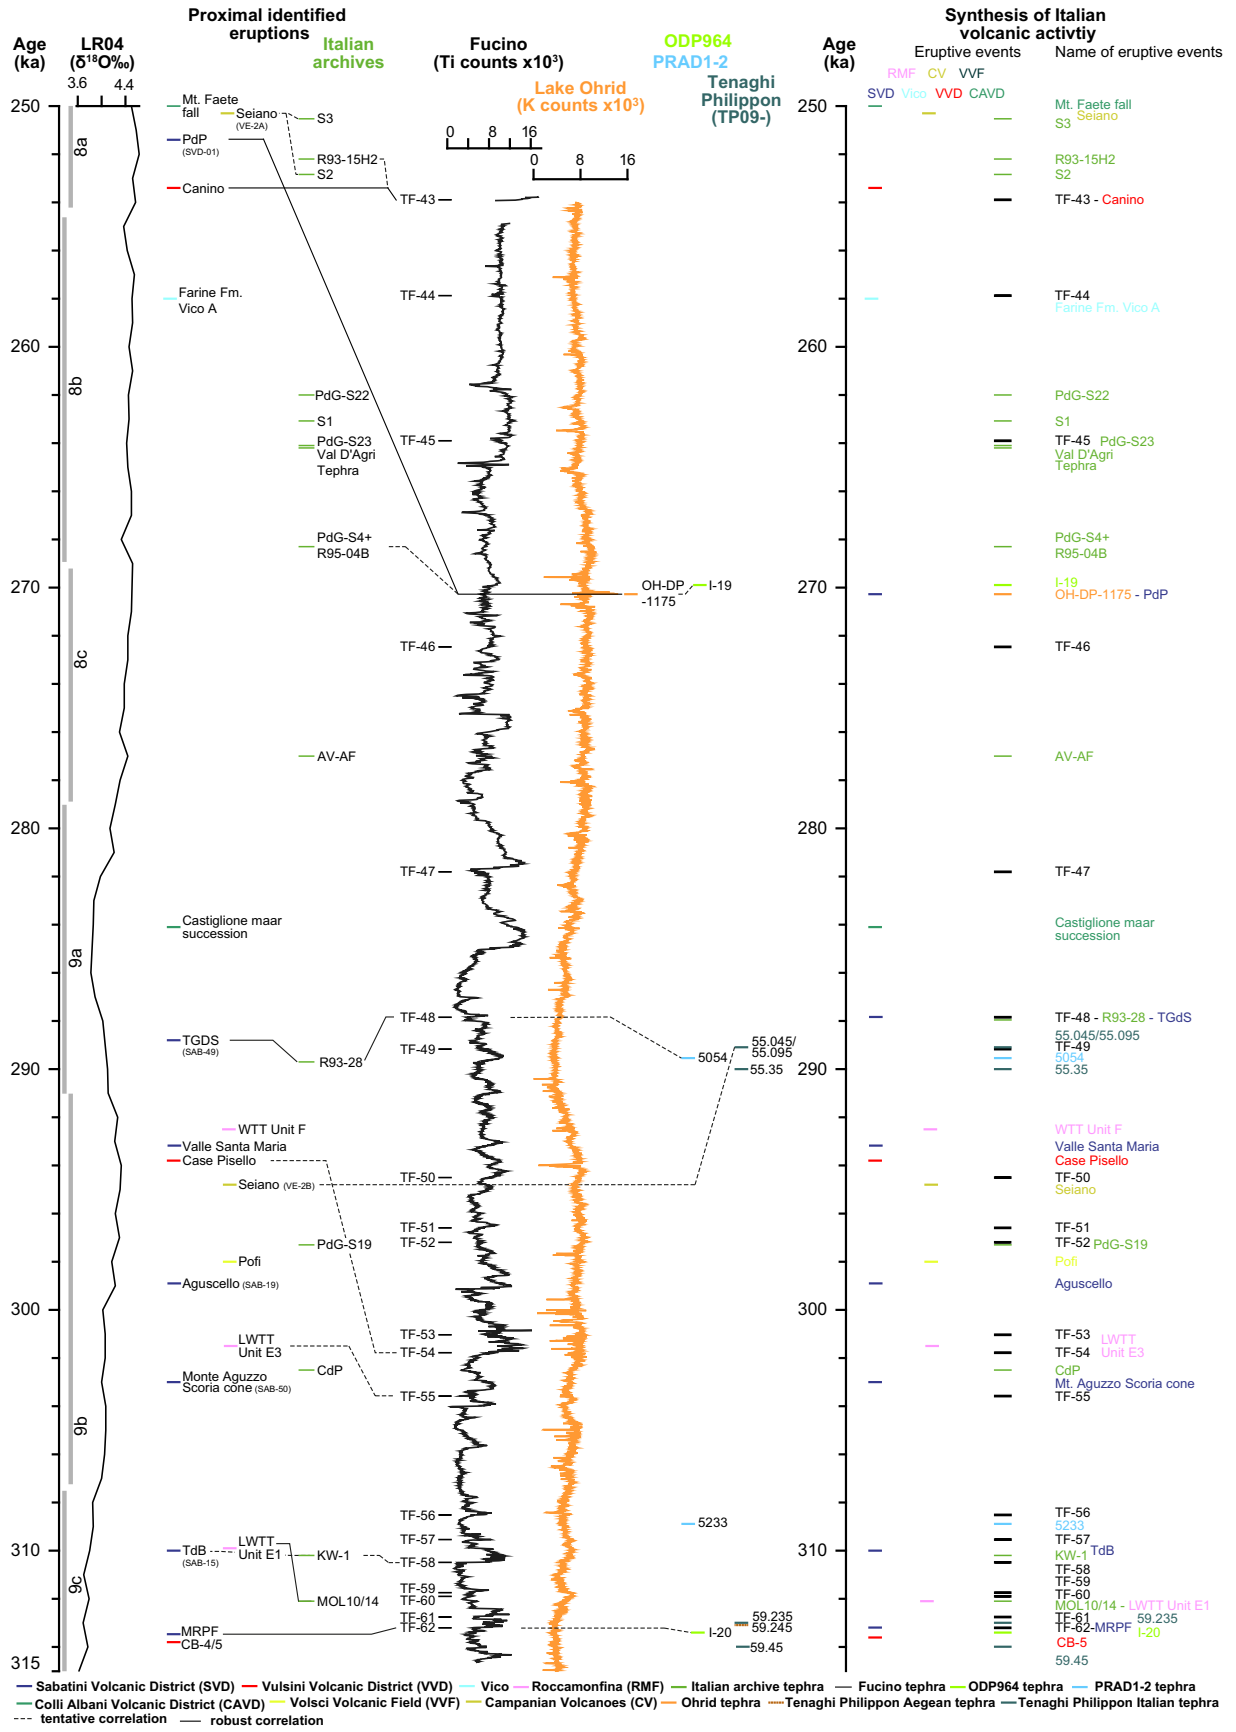 Proximal identified
eruptions
Synthesis of Italian
volcanic activtiy
Age
(ka)
LR04
(δ¹⁸O‰)
Italian
archives
Fucino
(Ti counts x10³)
ODP964
PRAD1-2
Tenaghi
Philippon
(TP09-)
Lake Ohrid
(K counts x10³)
Age
(ka)
Eruptive events
Name of eruptive events
RMF CV VVF
SVD Vico VVD CAVD
3.6 4.4
0 8 16
0 8 16
250
260
270
280
290
300
310
315
8a
8b
8c
9a
9b
9c
Mt. Faete
fall
Seiano
(VE-2A)
PdP
(SVD-01)
Canino
Farine Fm.
Vico A
Castiglione maar
succession
TGDS
(SAB-49)
WTT Unit F
Valle Santa Maria
Case Pisello
Seiano (VE-2B)
Pofi
Aguscello (SAB-19)
LWTT
Unit E3
Monte Aguzzo
Scoria cone (SAB-50)
TdB
(SAB-15)
LWTT
Unit E1
MRPF
CB-4/5
S3
R93-15H2
S2
PdG-S22
S1
PdG-S23
Val D'Agri
Tephra
PdG-S4+
R95-04B
AV-AF
R93-28
PdG-S19
CdP
KW-1
MOL10/14
TF-43
TF-44
TF-45
TF-46
TF-47
TF-48
TF-49
TF-50
TF-51
TF-52
TF-53
TF-54
TF-55
TF-56
TF-57
TF-58
TF-59
TF-60
TF-61
TF-62
OH-DP
-1175
I-19
5054
55.045/
55.095
55.35
5233
59.235
59.245
I-20
59.45
250
260
270
280
290
300
310
315
Mt. Faete fall
Seiano
S3
R93-15H2
S2
TF-43 - Canino
TF-44
Farine Fm. Vico A
PdG-S22
S1
TF-45 PdG-S23
Val D'Agri
Tephra
PdG-S4+
R95-04B
I-19
OH-DP-1175 - PdP
TF-46
AV-AF
TF-47
Castiglione maar
succession
TF-48 - R93-28 - TGdS
55.045/55.095
TF-49
5054
55.35
WTT Unit F
Valle Santa Maria
Case Pisello
TF-50
Seiano
TF-51
TF-52 PdG-S19
Pofi
Aguscello
TF-53
LWTT
TF-54 Unit E3
CdP
Mt. Aguzzo Scoria cone
TF-55
TF-56
5233
TF-57
KW-1 TdB
TF-58
TF-59
TF-60
MOL10/14 - LWTT Unit E1
TF-61 59.235
TF-62-MRPF
I-20
CB-5
59.45
Sabatini Volcanic District (SVD) Vulsini Volcanic District (VVD) Vico Roccamonfina (RMF) Italian archive tephra Fucino tephra ODP964 tephra PRAD1-2 tephra
Colli Albani Volcanic District (CAVD) Volsci Volcanic Field (VVF) Campanian Volcanoes (CV) Ohrid tephra Tenaghi Philippon Aegean tephra Tenaghi Philippon Italian tephra
tentative correlation robust correlation